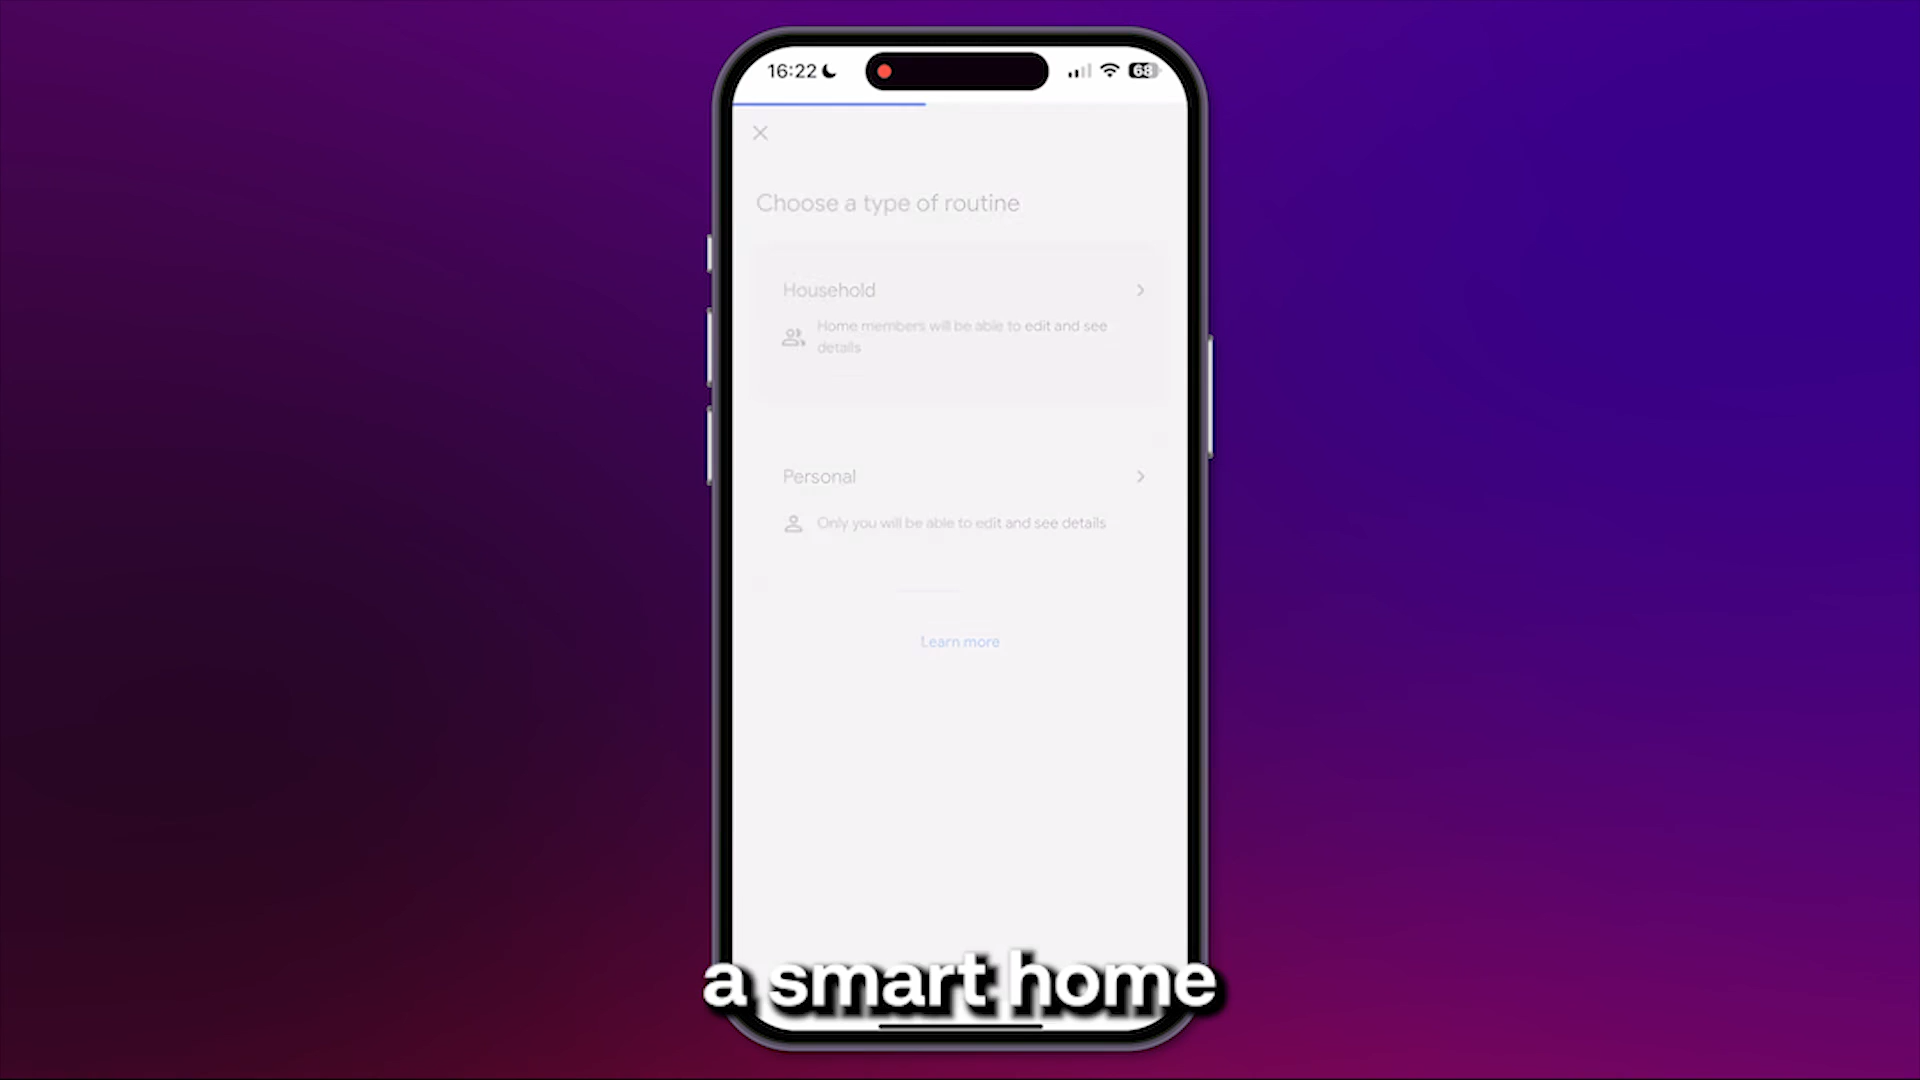 16:22
68
Choose a type of routine
Household
Home members will be able to edit and see
details
Personal
Only you will be able to edit and see details
Learn more
a smart home